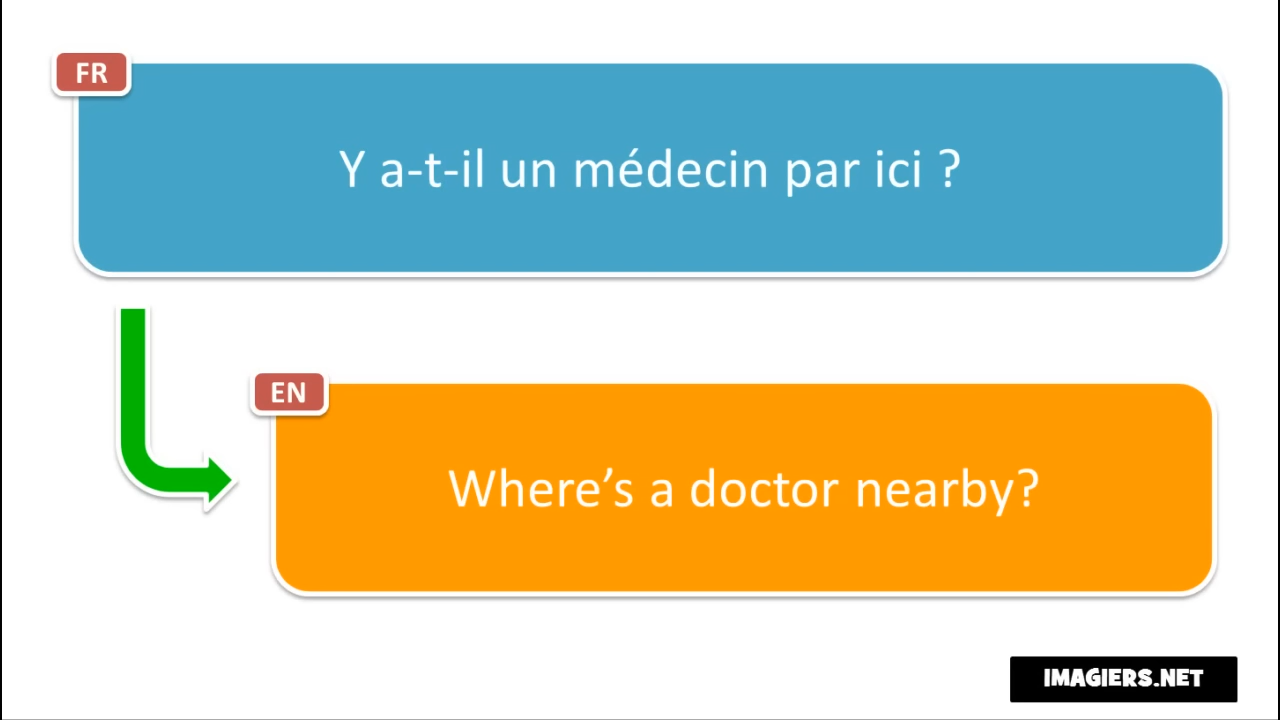 FR
Y a-t-il un médecin par ici ?
EN
Where’s a doctor nearby?
IMAGIERS.NET